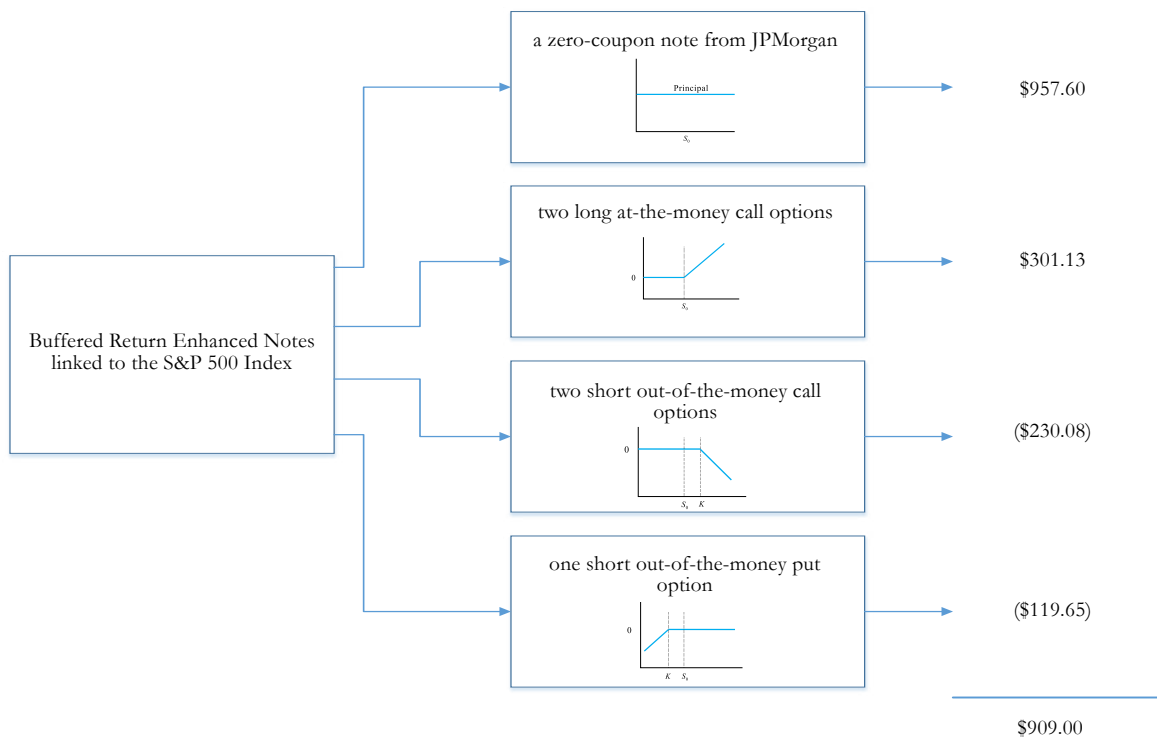 a zero-coupon note from JPMorgan
Principal
S₀
$957.60
two long at-the-money call options
0
S₀
$301.13
Buffered Return Enhanced Notes
linked to the S&P 500 Index
two short out-of-the-money call
options
0
S₀ K
($230.08)
one short out-of-the-money put
option
0
K S₀
($119.65)
$909.00